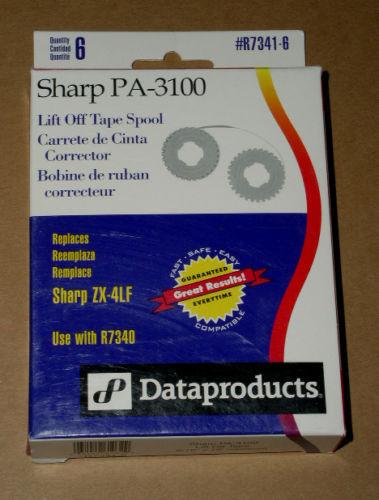 Quantity
Cantidad
Quantité
6
#R7341-6
Sharp PA-3100
Lift Off Tape Spool
Carrete de Cinta
Corrector
Bobine de ruban
correcteur
Replaces
Reemplaza
Remplace
Sharp ZX-4LF
Use with R7340
FAST · SAFE · EASY
GUARANTEED
Great Results!
EVERYTIME
COMPATIBLE
Dataproducts®